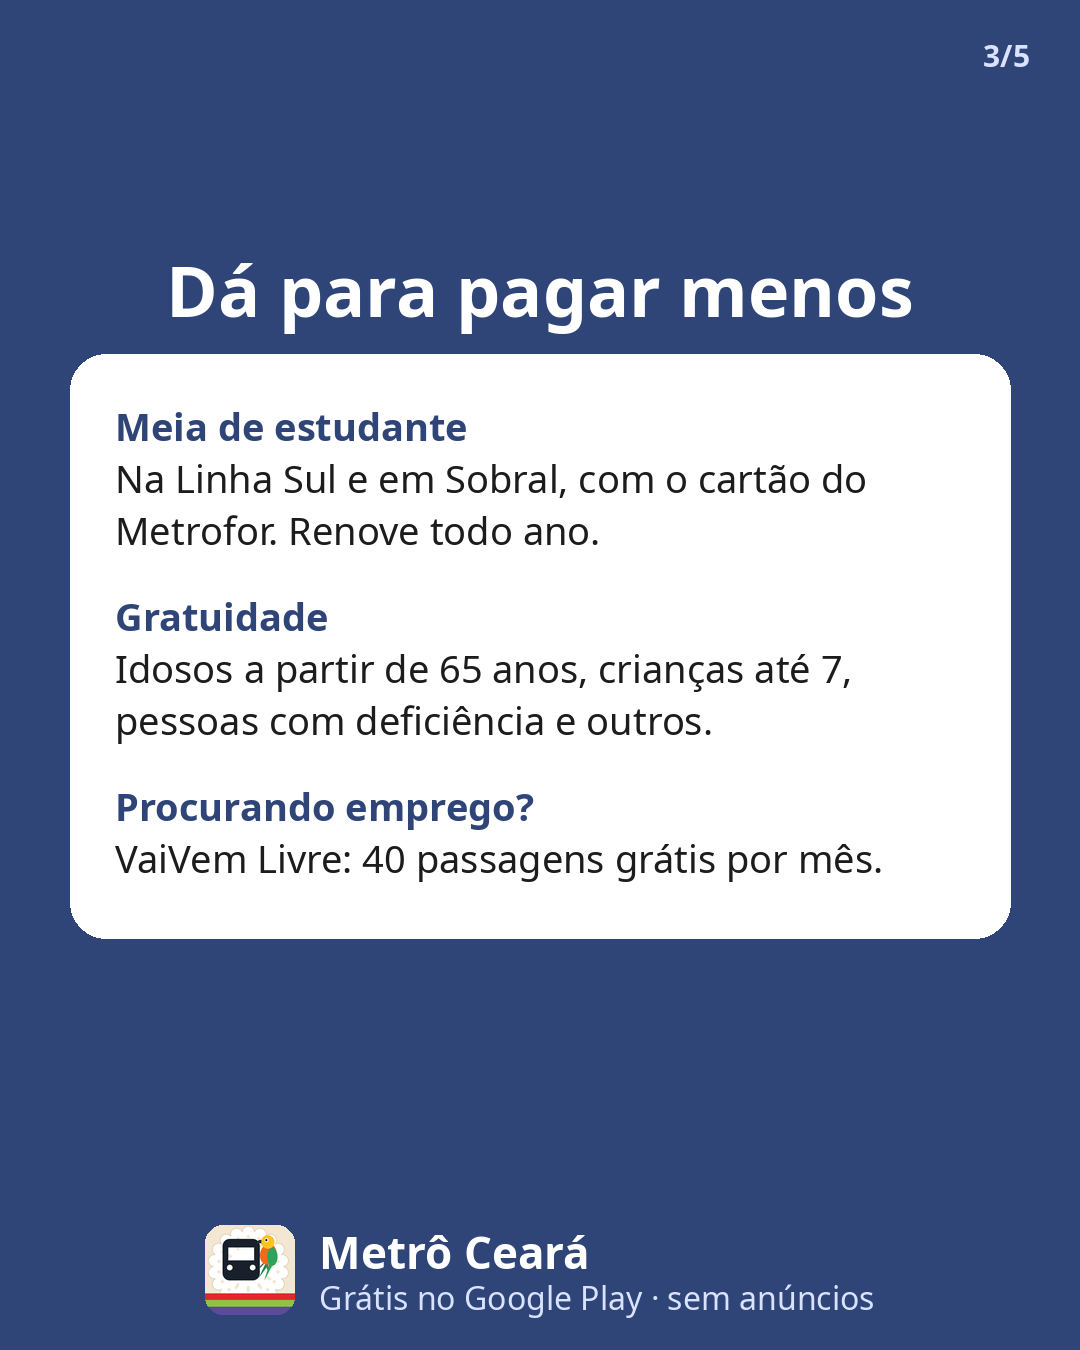 3/5
Dá para pagar menos
Meia de estudante
Na Linha Sul e em Sobral, com o cartão do
Metrofor. Renove todo ano.
Gratuidade
Idosos a partir de 65 anos, crianças até 7,
pessoas com deficiência e outros.
Procurando emprego?
VaiVem Livre: 40 passagens grátis por mês.
Metrô Ceará
Grátis no Google Play · sem anúncios